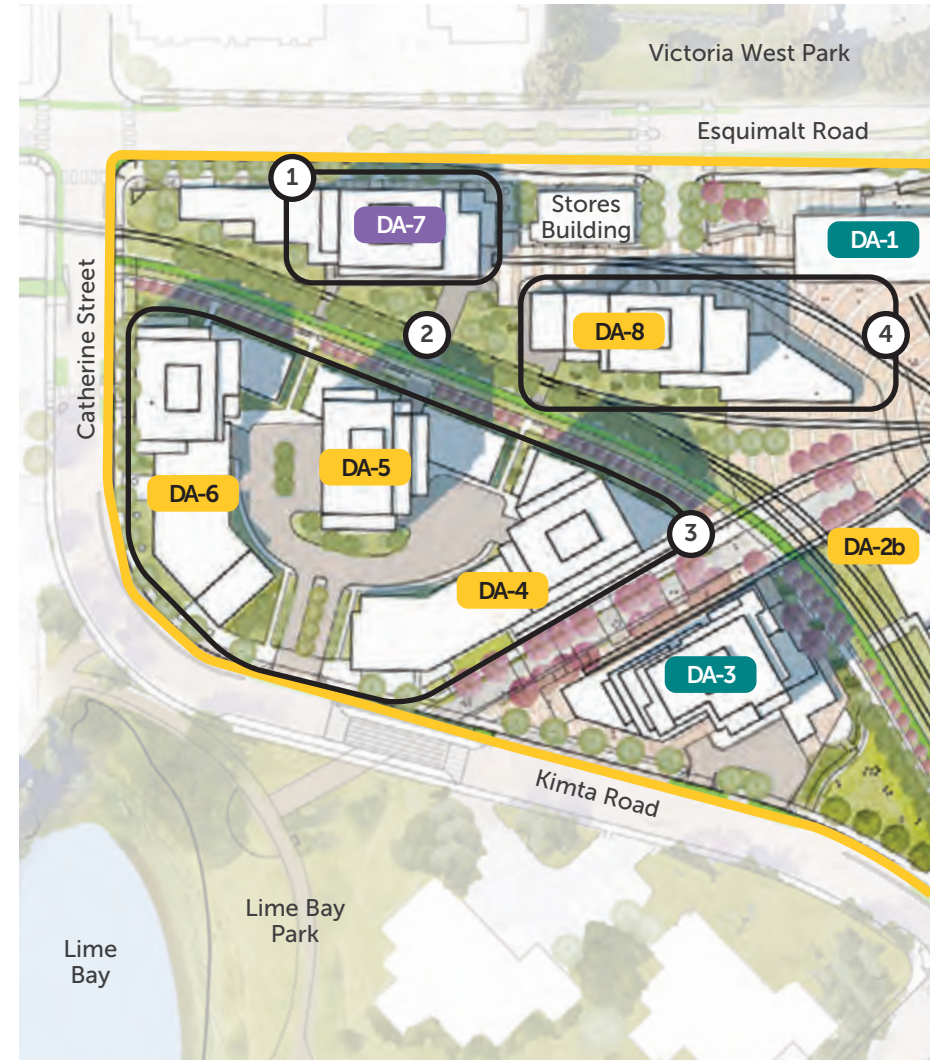 Victoria West Park
Esquimalt Road
1
DA-7
Stores
Building
DA-1
Catherine Street
2
DA-8
4
DA-5
DA-6
3
DA-2b
DA-4
DA-3
Kimta Road
Lime Bay
Park
Lime
Bay